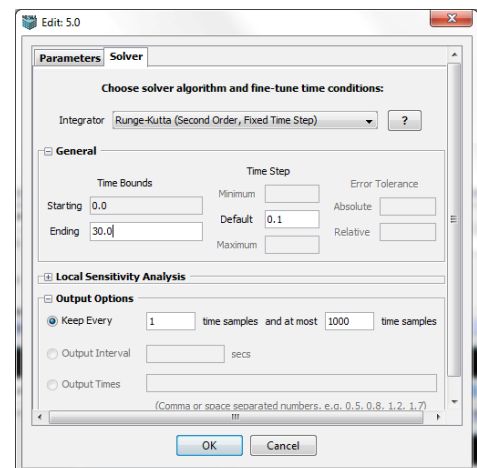 Edit: 5.0
Parameters Solver
Choose solver algorithm and fine-tune time conditions:
Integrator Runge-Kutta (Second Order, Fixed Time Step) ?
General
Time Bounds Time Step Error Tolerance
Minimum
Starting 0.0 Absolute
Default 0.1
Ending 30.0 Relative
Maximum
Local Sensitivity Analysis
Output Options
Keep Every 1 time samples and at most 1000 time samples
Output Interval secs
Output Times
(Comma or space separated numbers, e.g. 0.5, 0.8, 1.2, 1.7)
OK Cancel